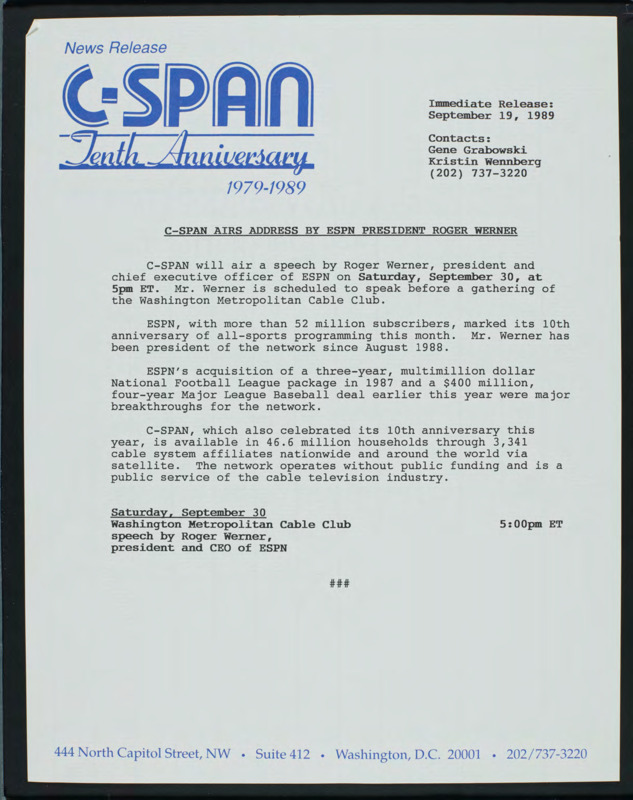 News Release
C-SPAN
Tenth Anniversary
1979-1989
Immediate Release:
September 19, 1989
Contacts:
Gene Grabowski
Kristin Wennberg
(202) 737-3220
C-SPAN AIRS ADDRESS BY ESPN PRESIDENT ROGER WERNER
C-SPAN will air a speech by Roger Werner, president and
chief executive officer of ESPN on Saturday, September 30, at
5pm ET. Mr. Werner is scheduled to speak before a gathering of
the Washington Metropolitan Cable Club.
ESPN, with more than 52 million subscribers, marked its 10th
anniversary of all-sports programming this month. Mr. Werner has
been president of the network since August 1988.
ESPN's acquisition of a three-year, multimillion dollar
National Football League package in 1987 and a $400 million,
four-year Major League Baseball deal earlier this year were major
breakthroughs for the network.
C-SPAN, which also celebrated its 10th anniversary this
year, is available in 46.6 million households through 3,341
cable system affiliates nationwide and around the world via
satellite. The network operates without public funding and is a
public service of the cable television industry.
Saturday, September 30
Washington Metropolitan Cable Club 5:00pm ET
speech by Roger Werner,
president and CEO of ESPN
###
444 North Capitol Street, NW • Suite 412 • Washington, D.C. 20001 • 202/737-3220